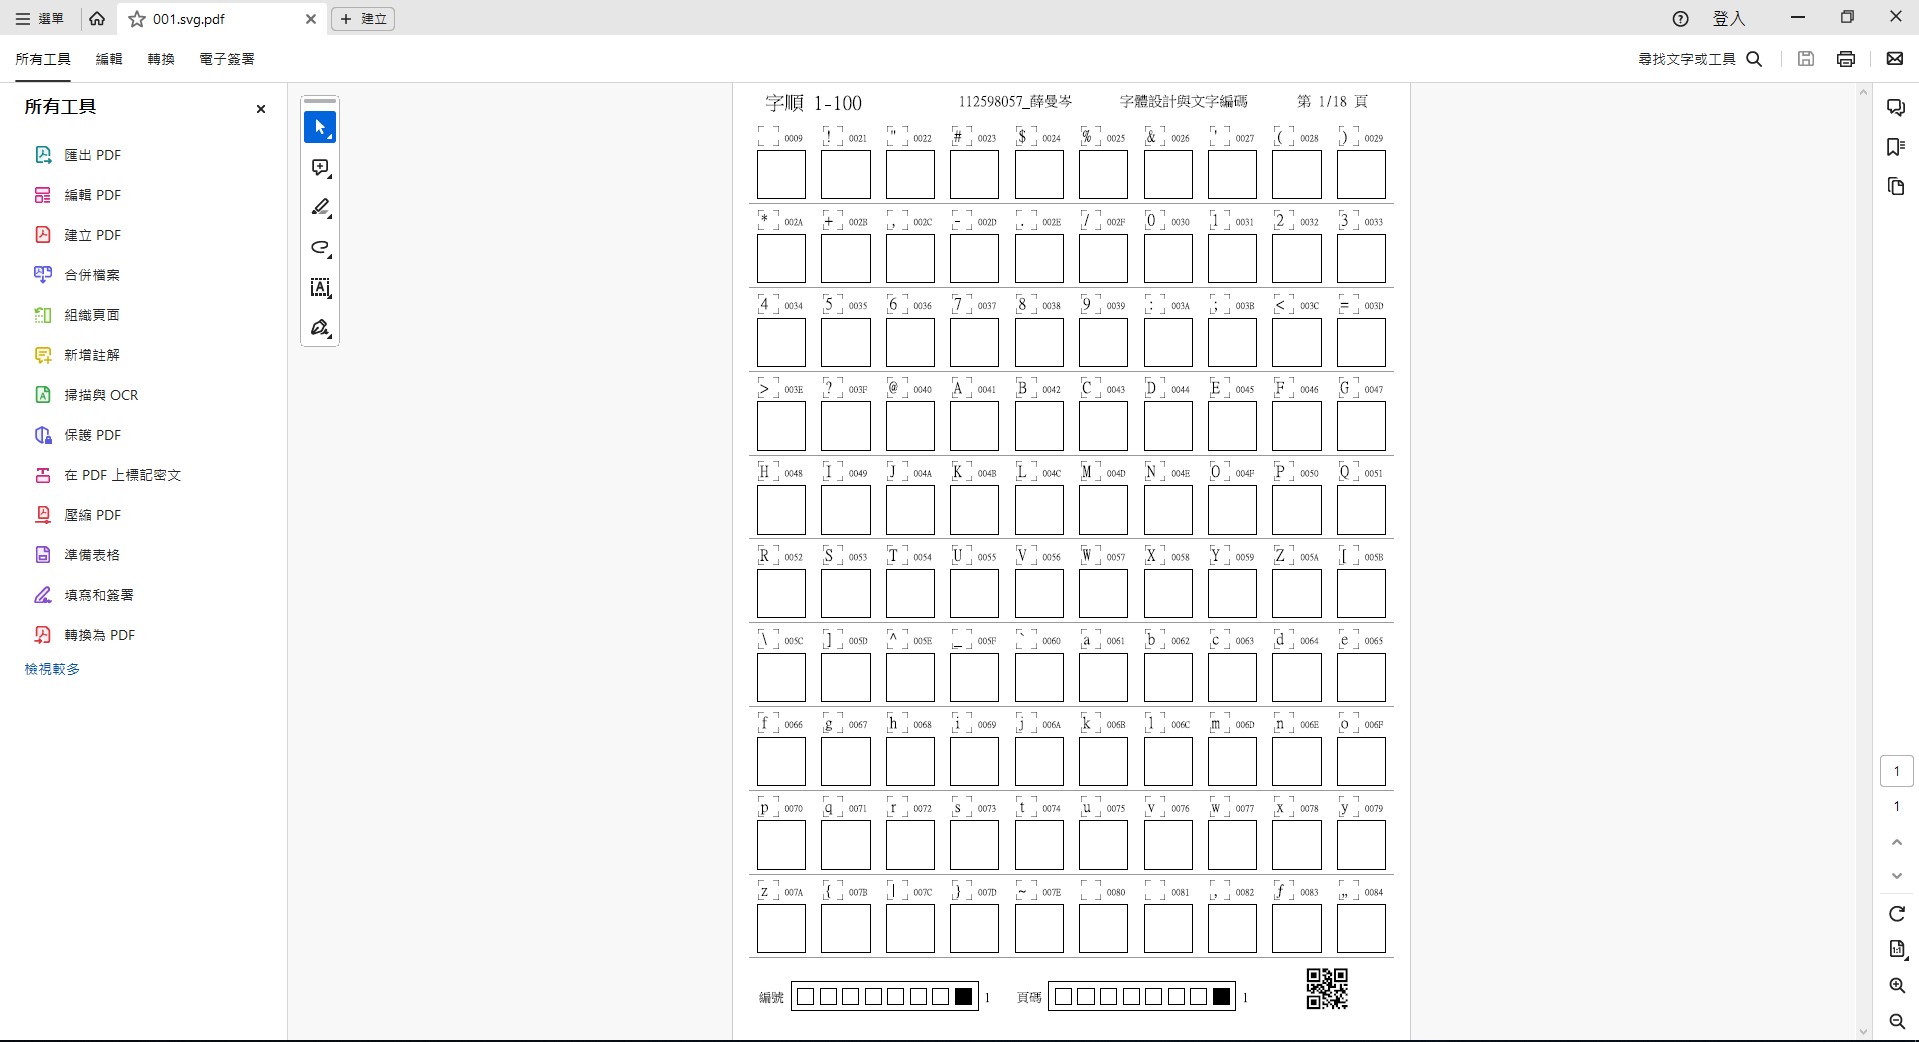 選單 001.svg.pdf 建立 登入
所有工具 編輯 轉換 電子簽署 尋找文字或工具
所有工具
匯出 PDF
編輯 PDF
建立 PDF
合併檔案
組織頁面
新增註解
掃描與 OCR
保護 PDF
在 PDF 上標記密文
壓縮 PDF
準備表格
填寫和簽署
轉換為 PDF
檢視較多
字順 1-100 112598057_薛曼岑 字體設計與文字編碼 第 1/18 頁
0009 ! 0021 " 0022 # 0023 $ 0024 % 0025 & 0026 ' 0027 ( 0028 ) 0029
* 002A + 002B , 002C - 002D . 002E / 002F 0 0030 1 0031 2 0032 3 0033
4 0034 5 0035 6 0036 7 0037 8 0038 9 0039 : 003A ; 003B < 003C = 003D
> 003E ? 003F @ 0040 A 0041 B 0042 C 0043 D 0044 E 0045 F 0046 G 0047
H 0048 I 0049 J 004A K 004B L 004C M 004D N 004E O 004F P 0050 Q 0051
R 0052 S 0053 T 0054 U 0055 V 0056 W 0057 X 0058 Y 0059 Z 005A [ 005B
\ 005C ] 005D ^ 005E _ 005F ` 0060 a 0061 b 0062 c 0063 d 0064 e 0065
f 0066 g 0067 h 0068 i 0069 j 006A k 006B l 006C m 006D n 006E o 006F
p 0070 q 0071 r 0072 s 0073 t 0074 u 0075 v 0076 w 0077 x 0078 y 0079
z 007A { 007B | 007C } 007D ~ 007E 0080 0081 ‚ 0082 ƒ 0083 „ 0084
編號 1 頁碼 1
1
1